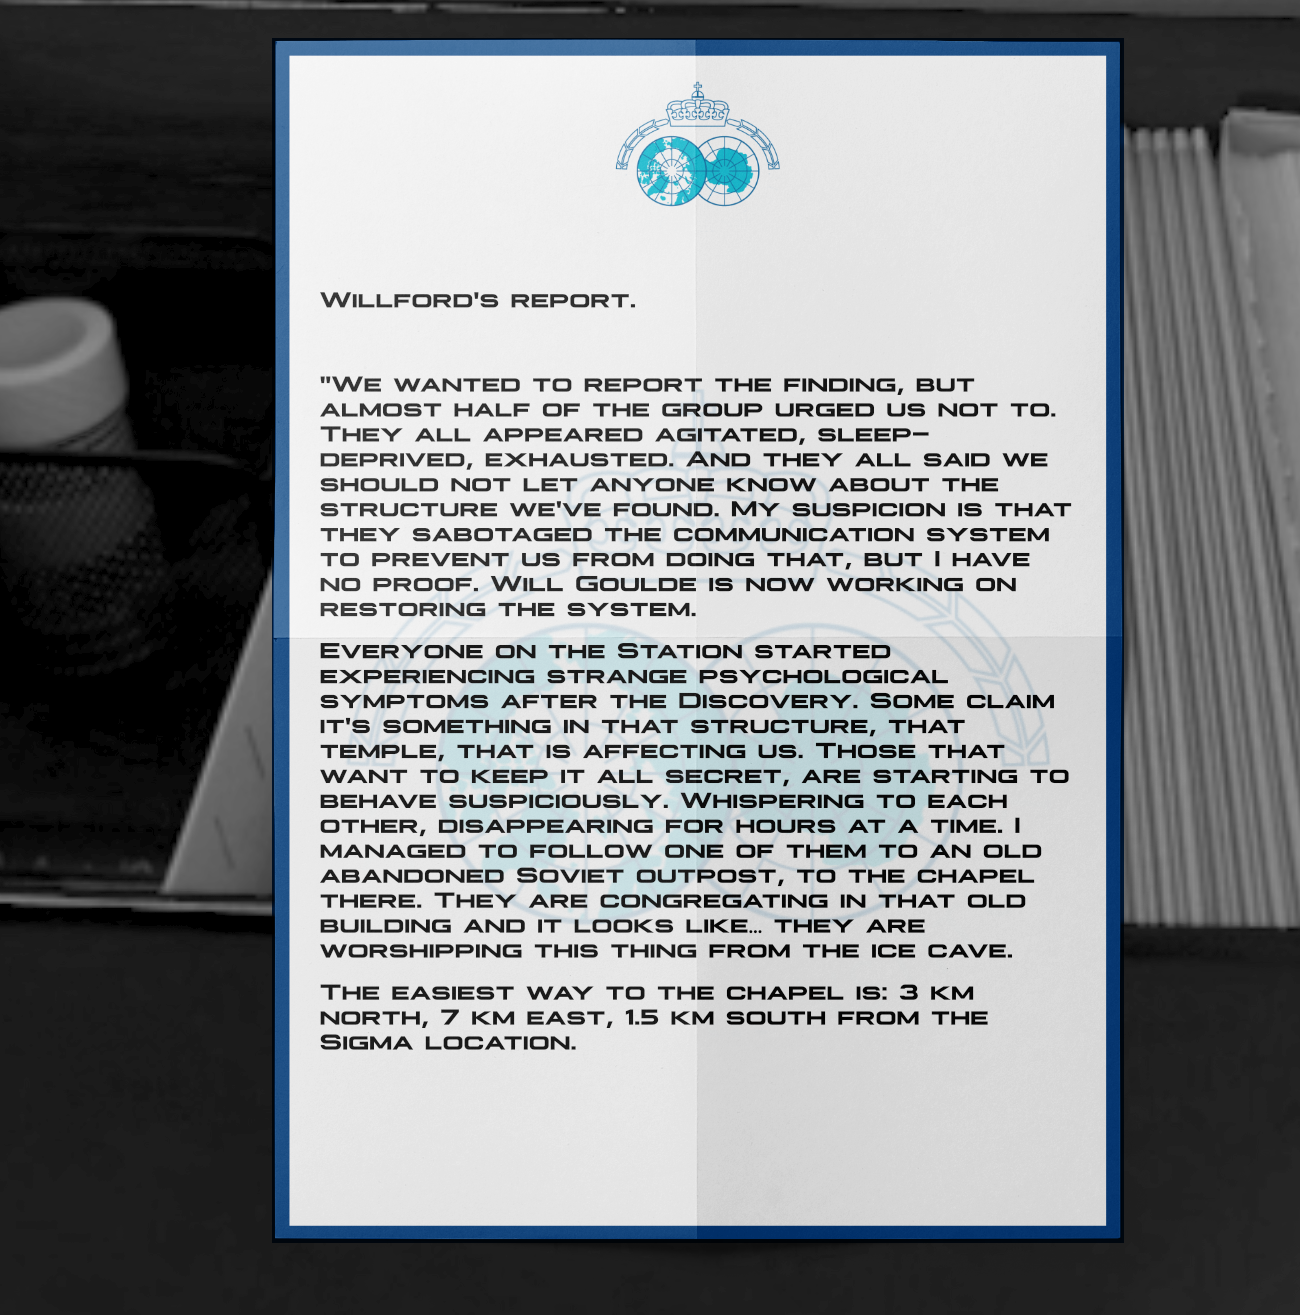 Willford's report.
"We wanted to report the finding, but
almost half of the group urged us not to.
They all appeared agitated, sleep-
deprived, exhausted. And they all said we
should not let anyone know about the
structure we've found. My suspicion is that
they sabotaged the communication system
to prevent us from doing that, but I have
no proof. Will Goulde is now working on
restoring the system.
Everyone on the Station started
experiencing strange psychological
symptoms after the Discovery. Some claim
it's something in that structure, that
temple, that is affecting us. Those that
want to keep it all secret, are starting to
behave suspiciously. Whispering to each
other, disappearing for hours at a time. I
managed to follow one of them to an old
abandoned Soviet outpost, to the chapel
there. They are congregating in that old
building and it looks like... they are
worshipping this thing from the ice cave.
The easiest way to the chapel is: 3 km
north, 7 km east, 1.5 km south from the
Sigma location.